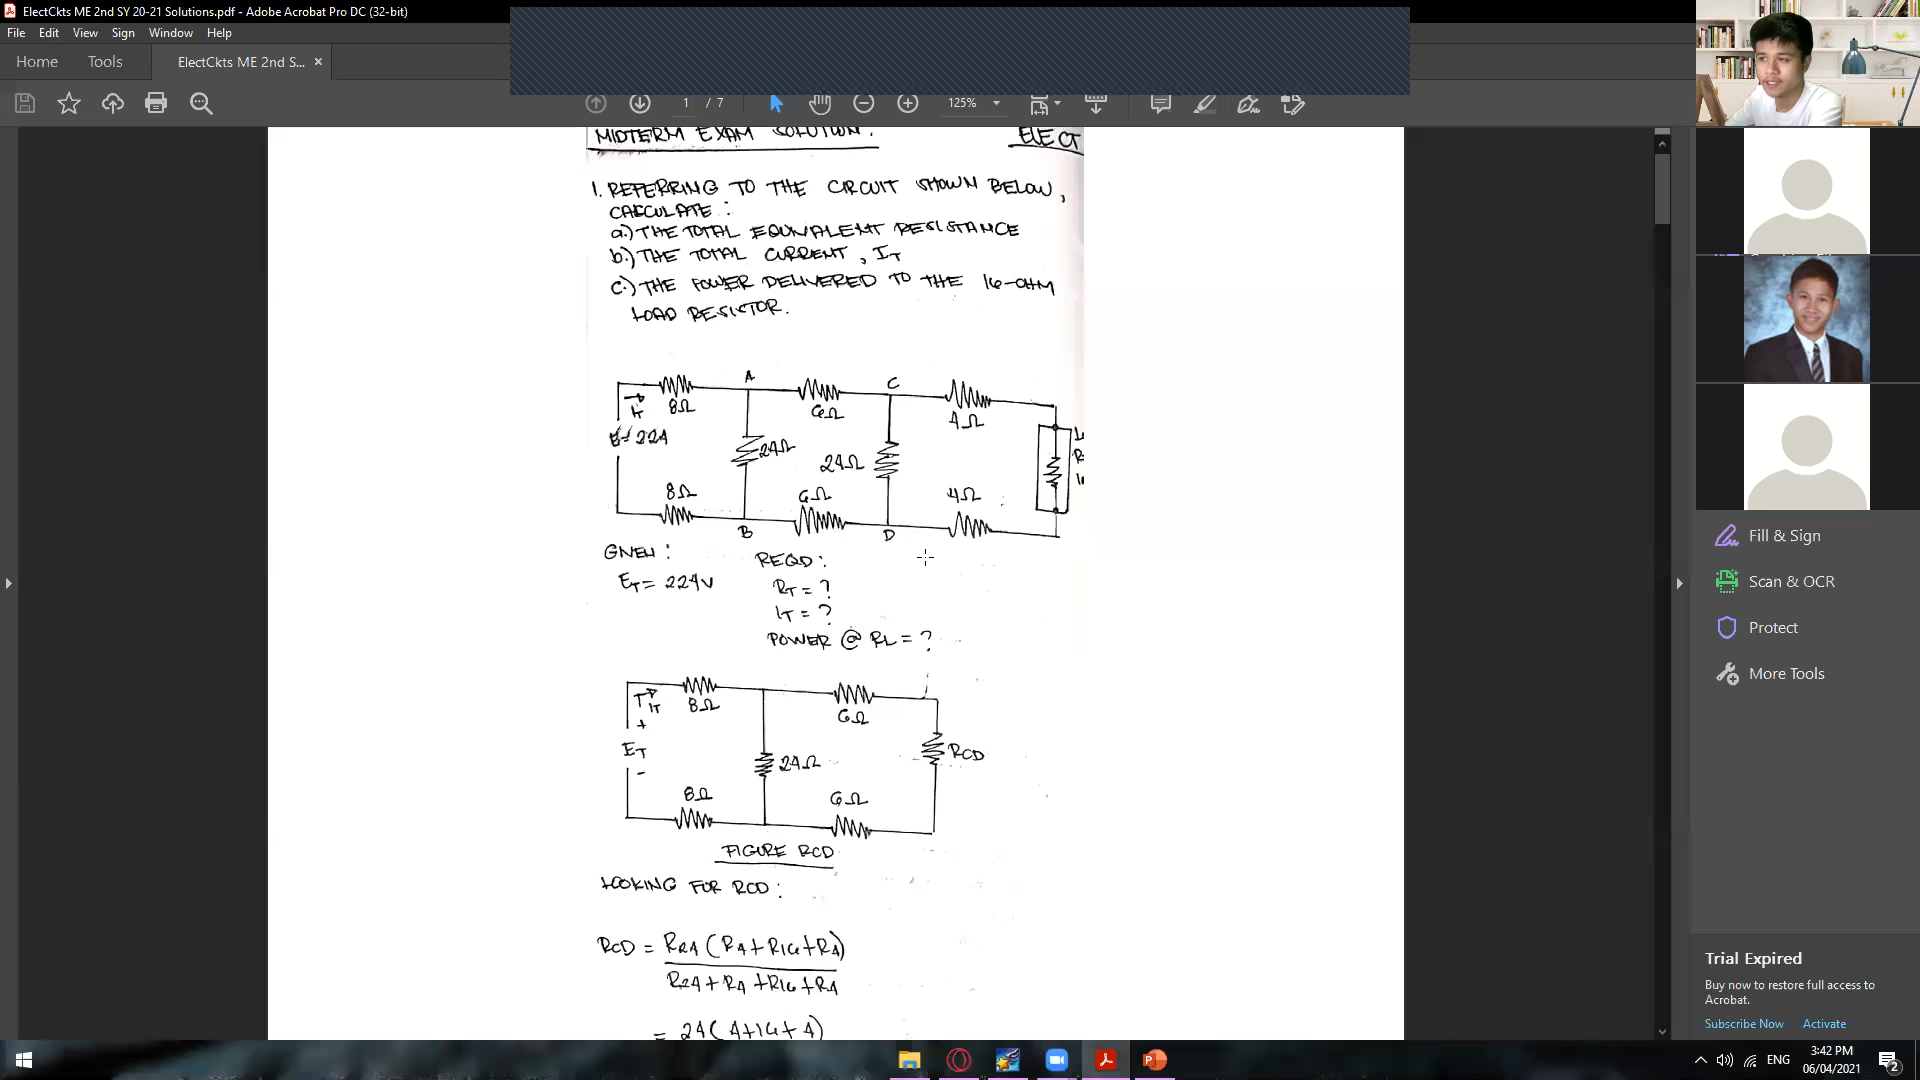 ElectCkts ME 2nd SY 20-21 Solutions.pdf - Adobe Acrobat Pro DC (32-bit)
File Edit View Sign Window Help
Home Tools ElectCkts ME 2nd S... ×
1 / 7 125%
MIDTERM EXAM SOLUTION. ELECT
1. REFERRING TO THE CIRCUIT SHOWN BELOW,
CALCULATE:
a.) THE TOTAL EQUIVALENT RESISTANCE
b.) THE TOTAL CURRENT, IT
c.) THE POWER DELIVERED TO THE 16-OHM
LOAD RESISTOR.
A C
IT 8Ω 6Ω 4Ω
E=224
24Ω 24Ω
8Ω 6Ω 4Ω
B D
GIVEN: REQD:
ET = 224V
RT = ?
IT = ?
POWER @ RL = ?
IT 8Ω 6Ω
+
ET
-
24Ω RCD
8Ω 6Ω
FIGURE RCD
LOOKING FOR RCD:
RCD = R24 (R4+R16+R4)
R24+R4+R16+R4
= 24(4+16+4)
Fill & Sign
Scan & OCR
Protect
More Tools
Trial Expired
Buy now to restore full access to
Acrobat.
Subscribe Now Activate
ENG
3:42 PM
06/04/2021
2